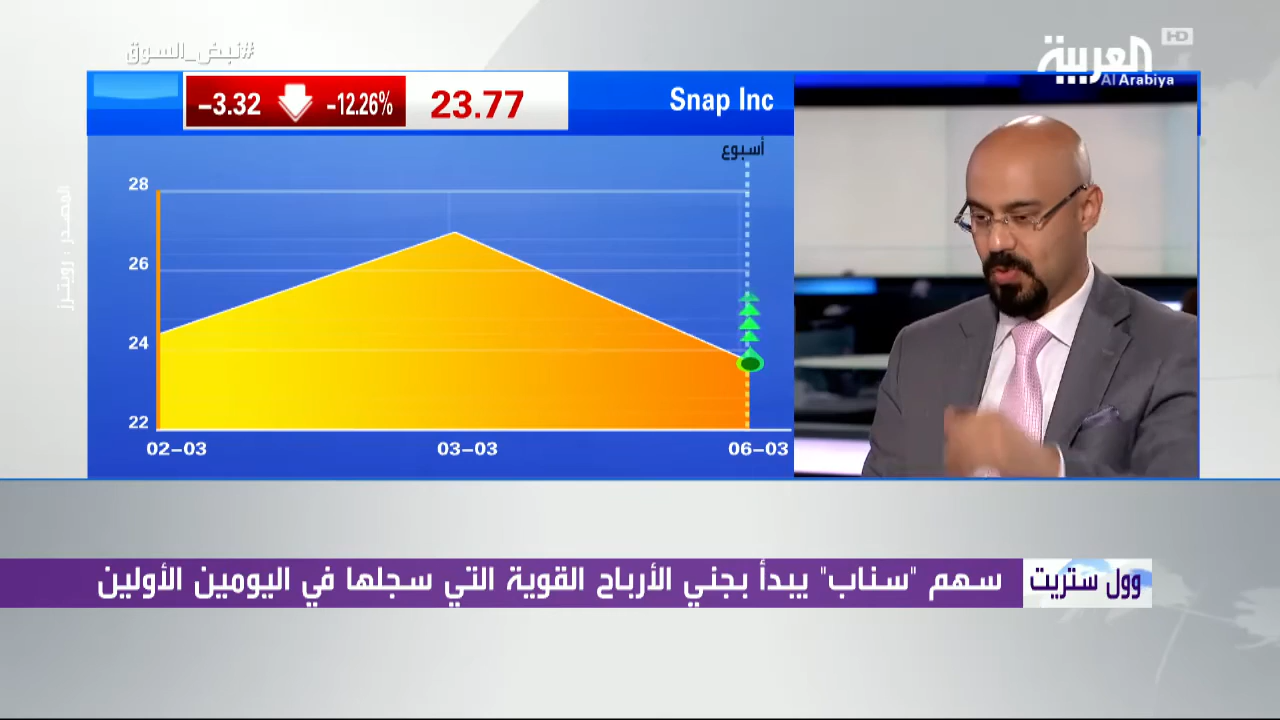 #نبض_السوق
HD
العربية
Al Arabiya
-3.32 -12.26% 23.77 Snap Inc
أسبوع
28
26
24
22
02-03 03-03 06-03
المصدر : رويترز
وول ستريت
سهم "سناب" يبدأ بجني الأرباح القوية التي سجلها في اليومين الأولين